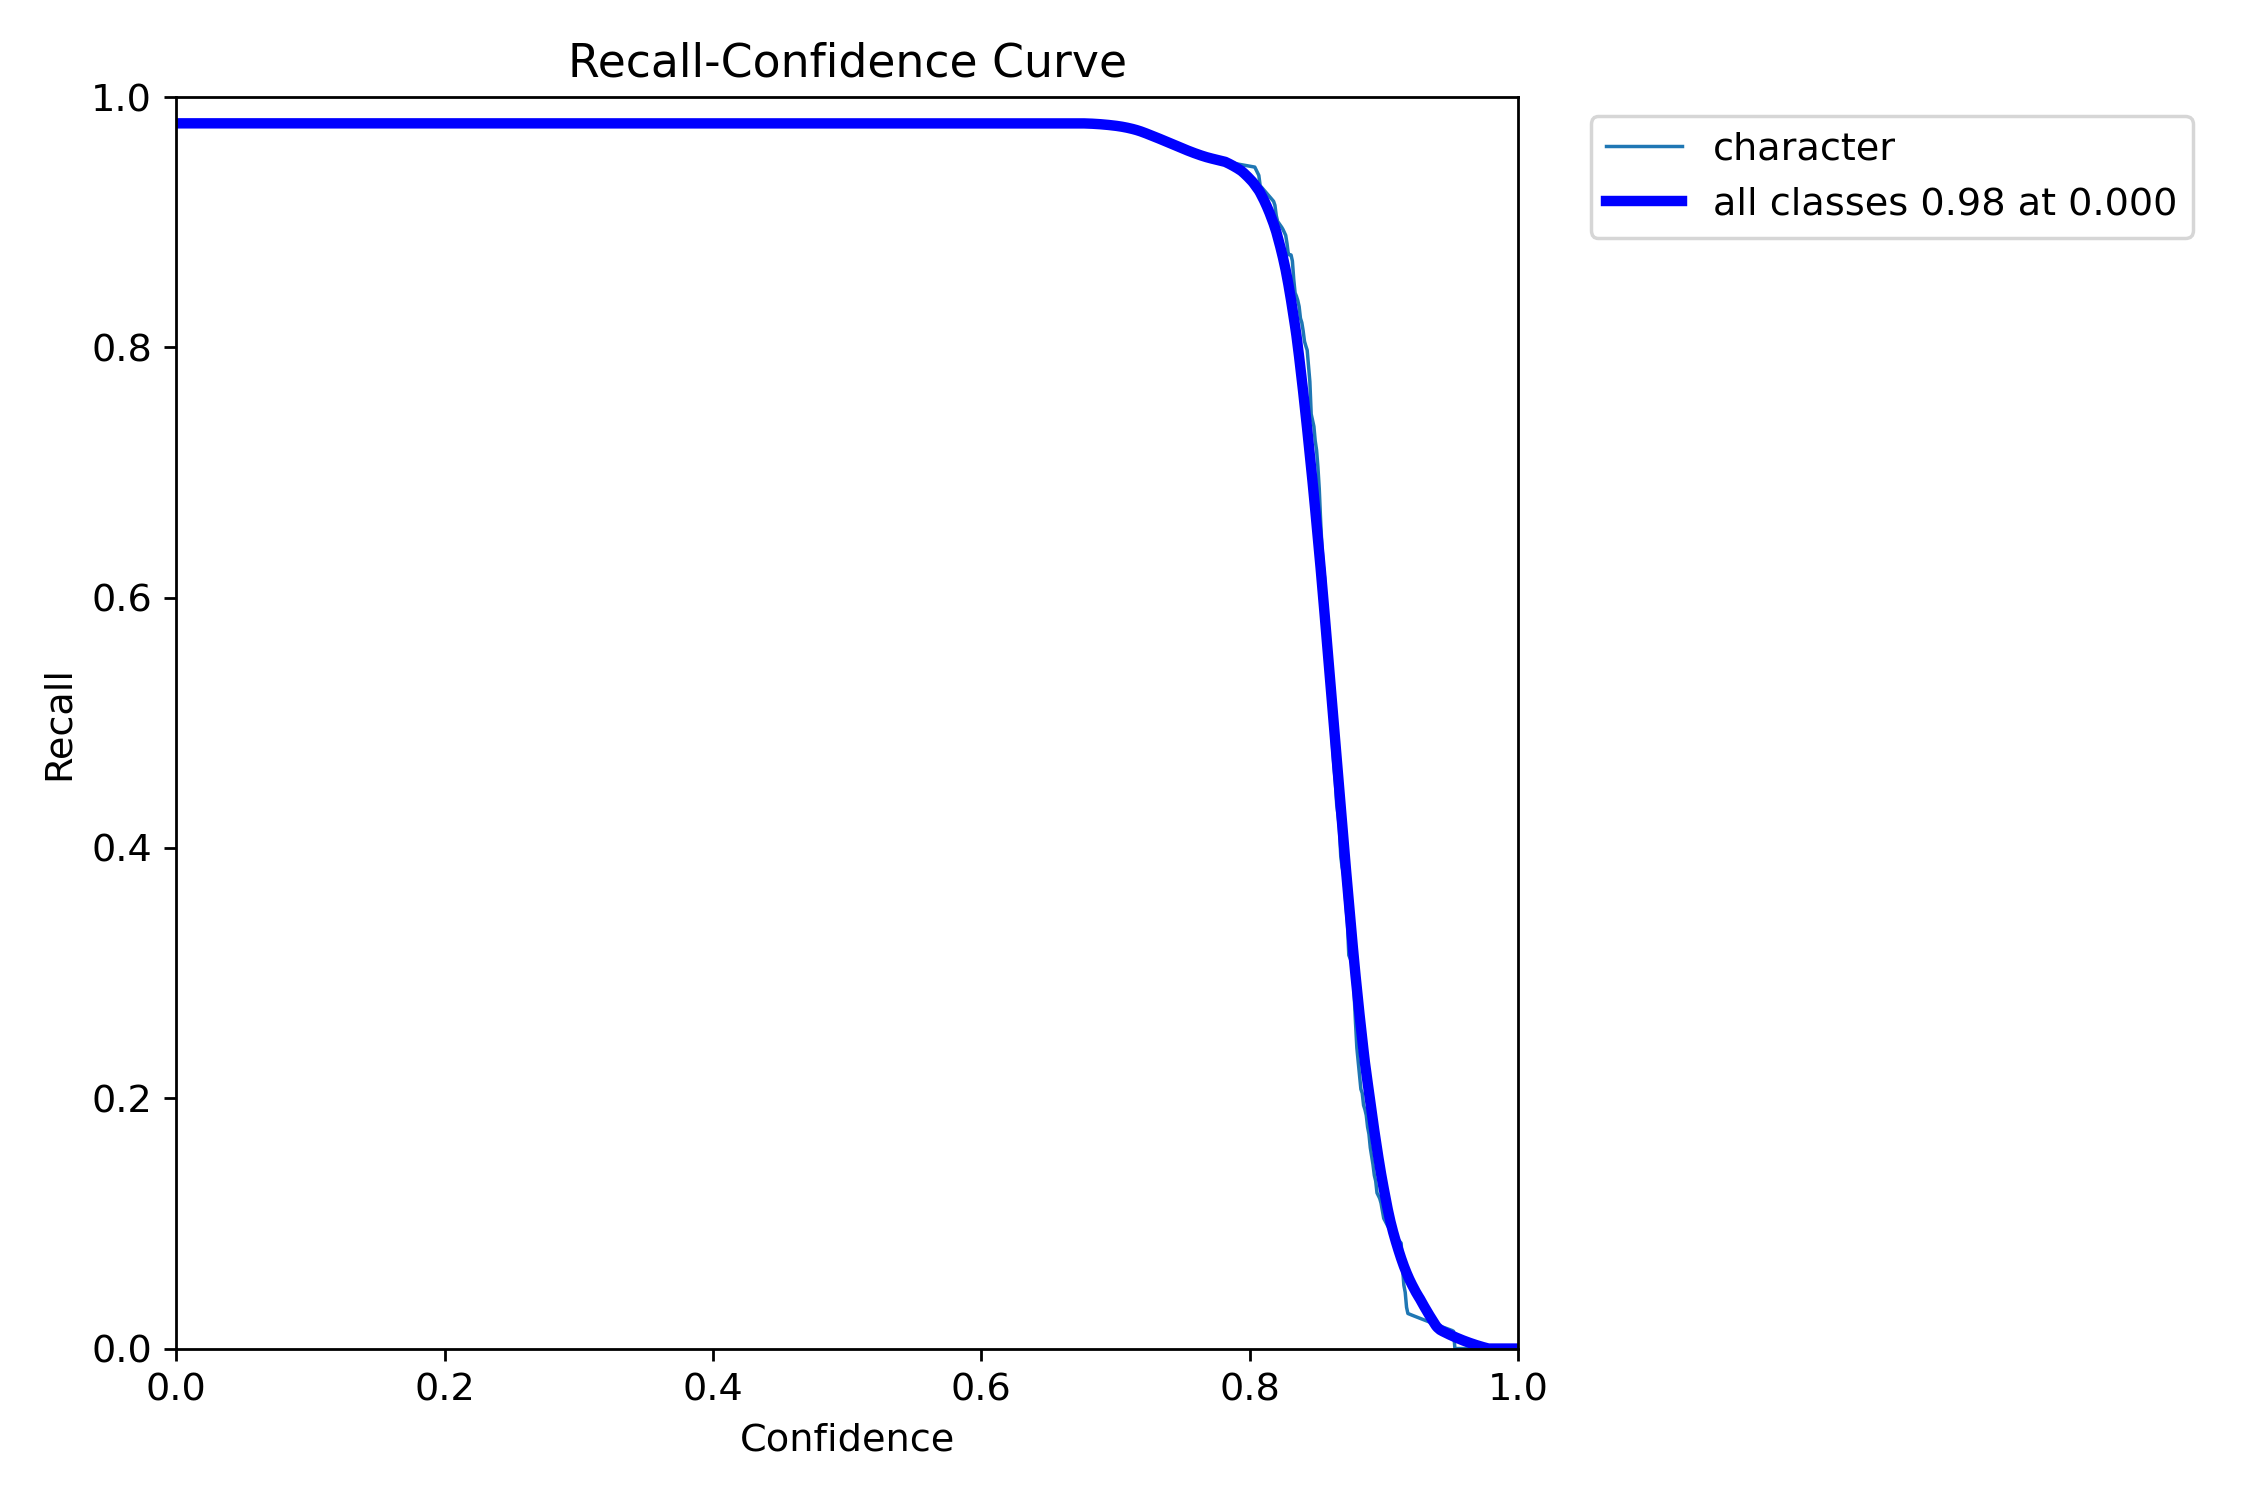 Recall-Confidence Curve
1.0
0.8
0.6
0.4
0.2
0.0
Recall
0.0 0.2 0.4 0.6 0.8 1.0
Confidence
character
all classes 0.98 at 0.000